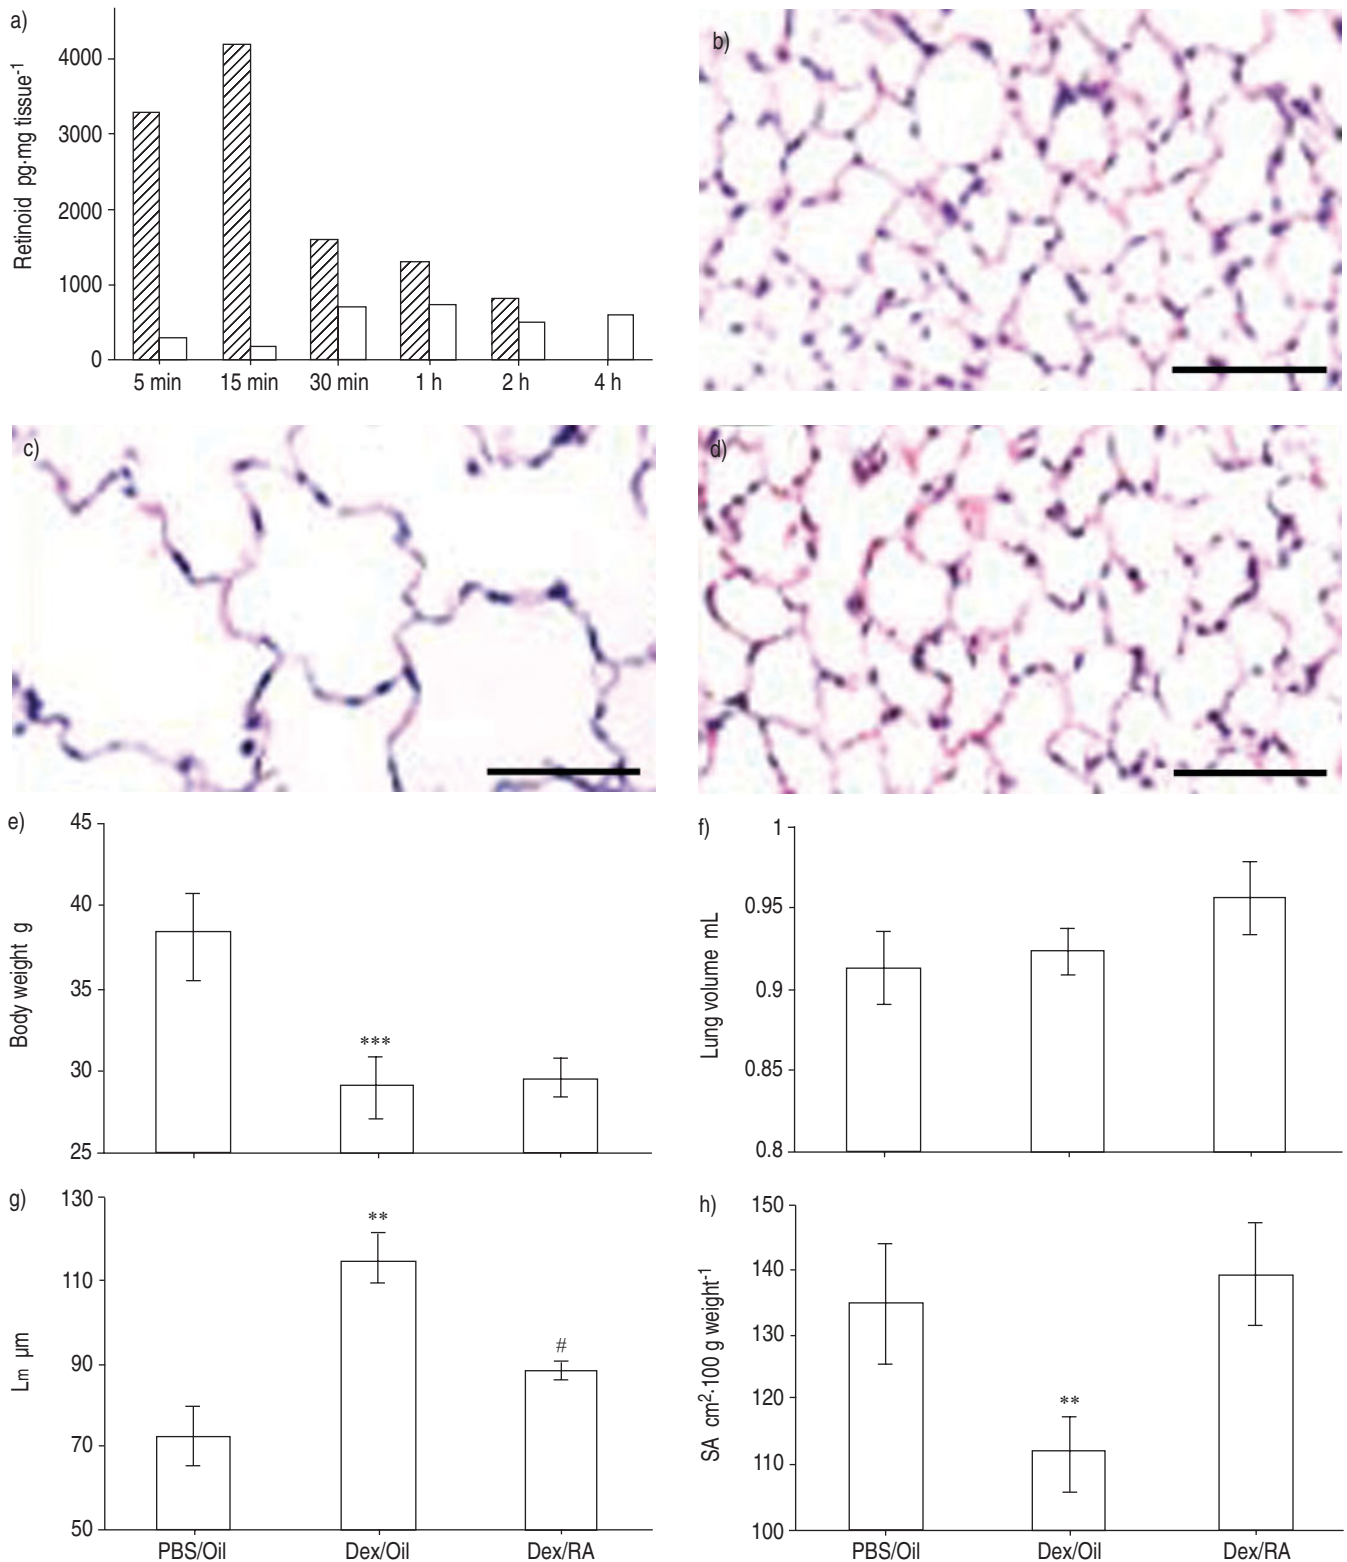 a)
4000
3000
2000
1000
0
Retinoid pg·mg tissue-1
5 min 15 min 30 min 1 h 2 h 4 h
b)
c)
d)
e)
45
40
35
30
25
Body weight g
***
f)
1
0.95
0.9
0.85
0.8
Lung volume mL
g)
130
110
90
70
50
Lm µm
**
#
PBS/Oil Dex/Oil Dex/RA
h)
150
140
130
120
110
100
SA cm2·100 g weight-1
**
PBS/Oil Dex/Oil Dex/RA